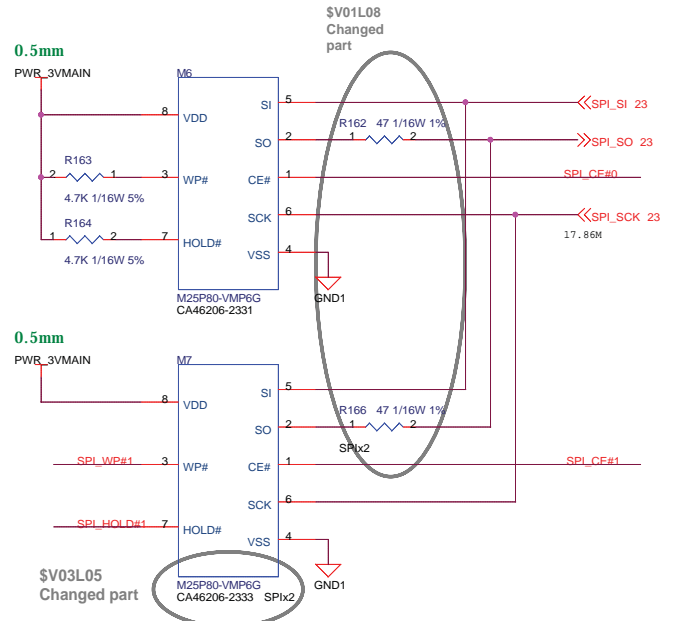 $V01L08
Changed
part
0.5mm
PWR_3VMAIN
M6
8 VDD
SI 5
SPI_SI 23
SO 2
R162 47 1/16W 1%
1 2
SPI_SO 23
R163
2 1 3 WP#
4.7K 1/16W 5%
CE# 1
SPI_CE#0
SCK 6
SPI_SCK 23
17.86M
R164
1 2 7 HOLD#
4.7K 1/16W 5%
VSS 4
GND1
M25P80-VMP6G
CA46206-2331
0.5mm
PWR_3VMAIN
M7
8 VDD
SI 5
SO 2
R166 47 1/16W 1%
1 2
SPIx2
SPI_WP#1 3 WP#
CE# 1
SPI_CE#1
SCK 6
SPI_HOLD#1 7 HOLD#
VSS 4
GND1
$V03L05
Changed part
M25P80-VMP6G
CA46206-2333 SPIx2